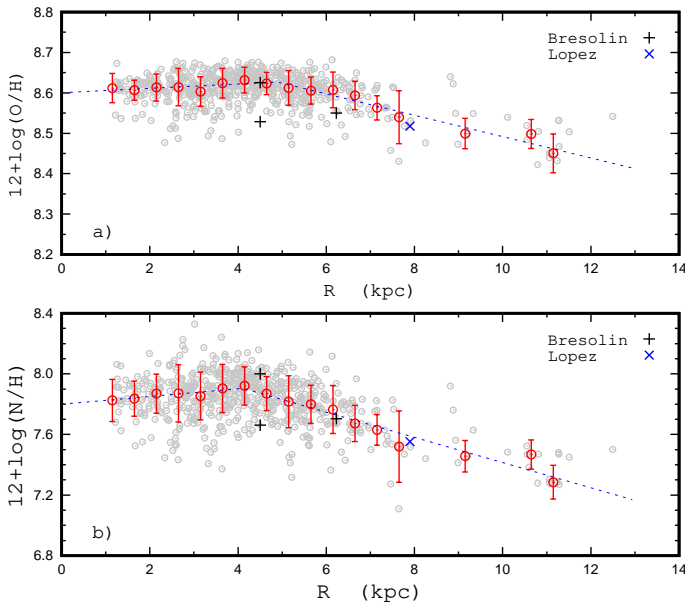 8.8
8.7
8.6
8.5
8.4
8.3
8.2
12+log(O/H)
Bresolin
Lopez
a)
0 2 4 6 8 10 12 14
R (kpc)
8.4
8.0
7.6
7.2
6.8
12+log(N/H)
Bresolin
Lopez
b)
0 2 4 6 8 10 12 14
R (kpc)